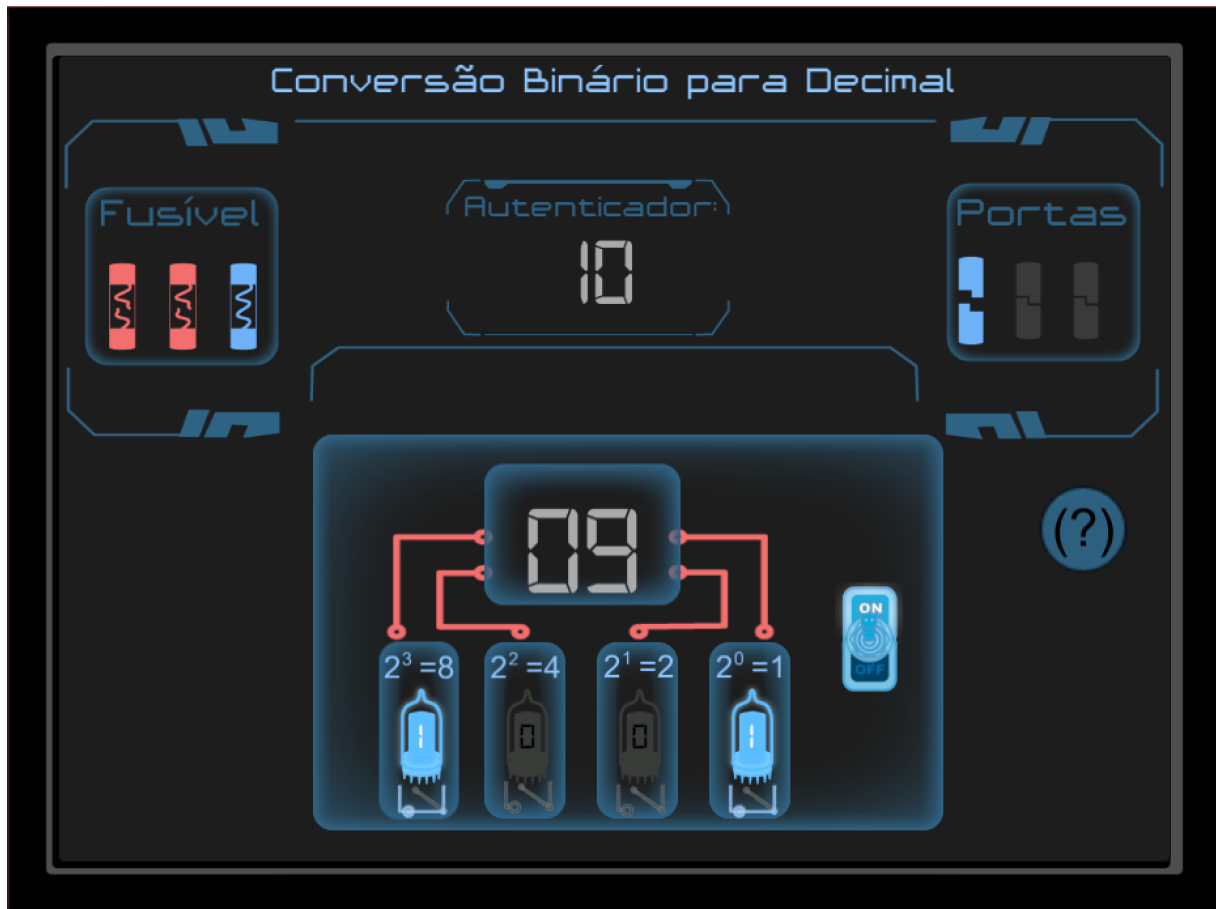 Conversão Binário para Decimal
Fusível
Autenticador:
10
Portas
09
(?)
ON
OFF
2³ =8
2² =4
2¹ =2
2⁰ =1
1
0
0
1